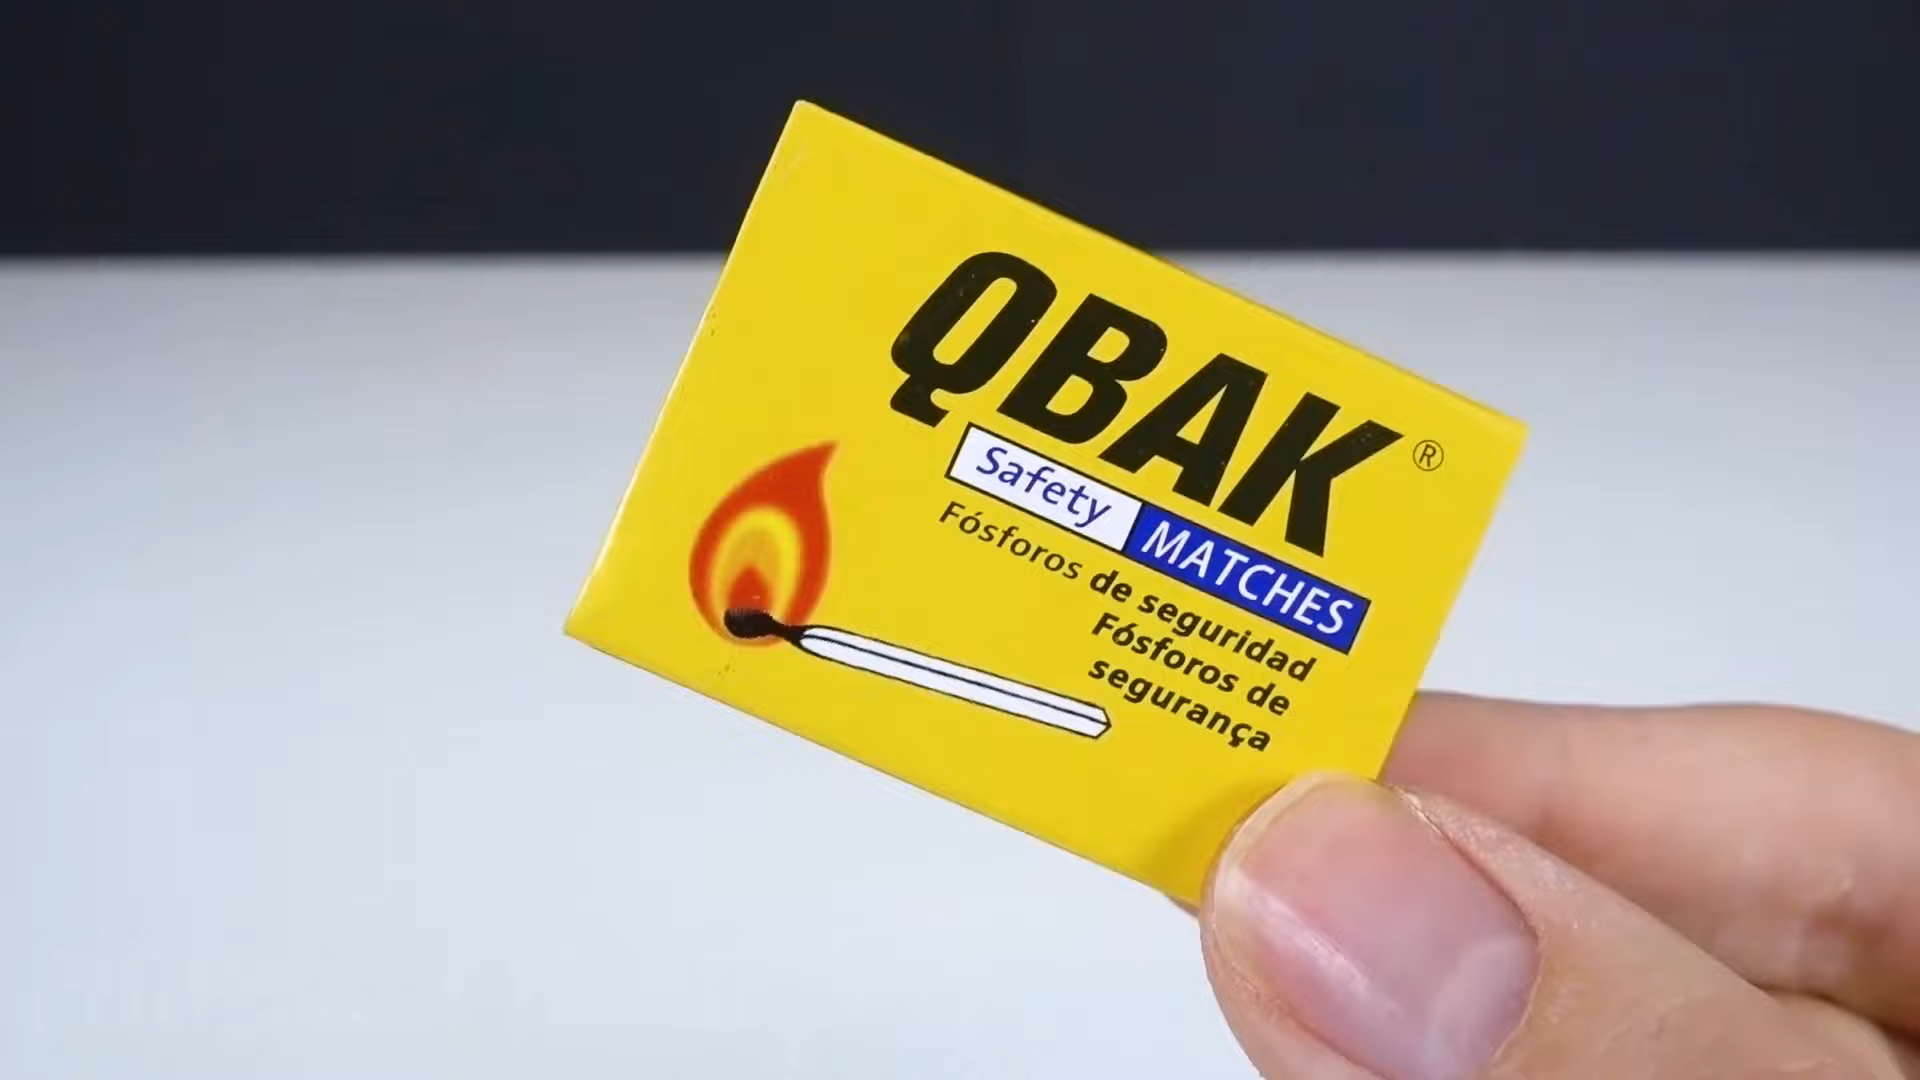 QBAK®
Safety MATCHES
Fósforos de seguridad
Fósforos de
segurança